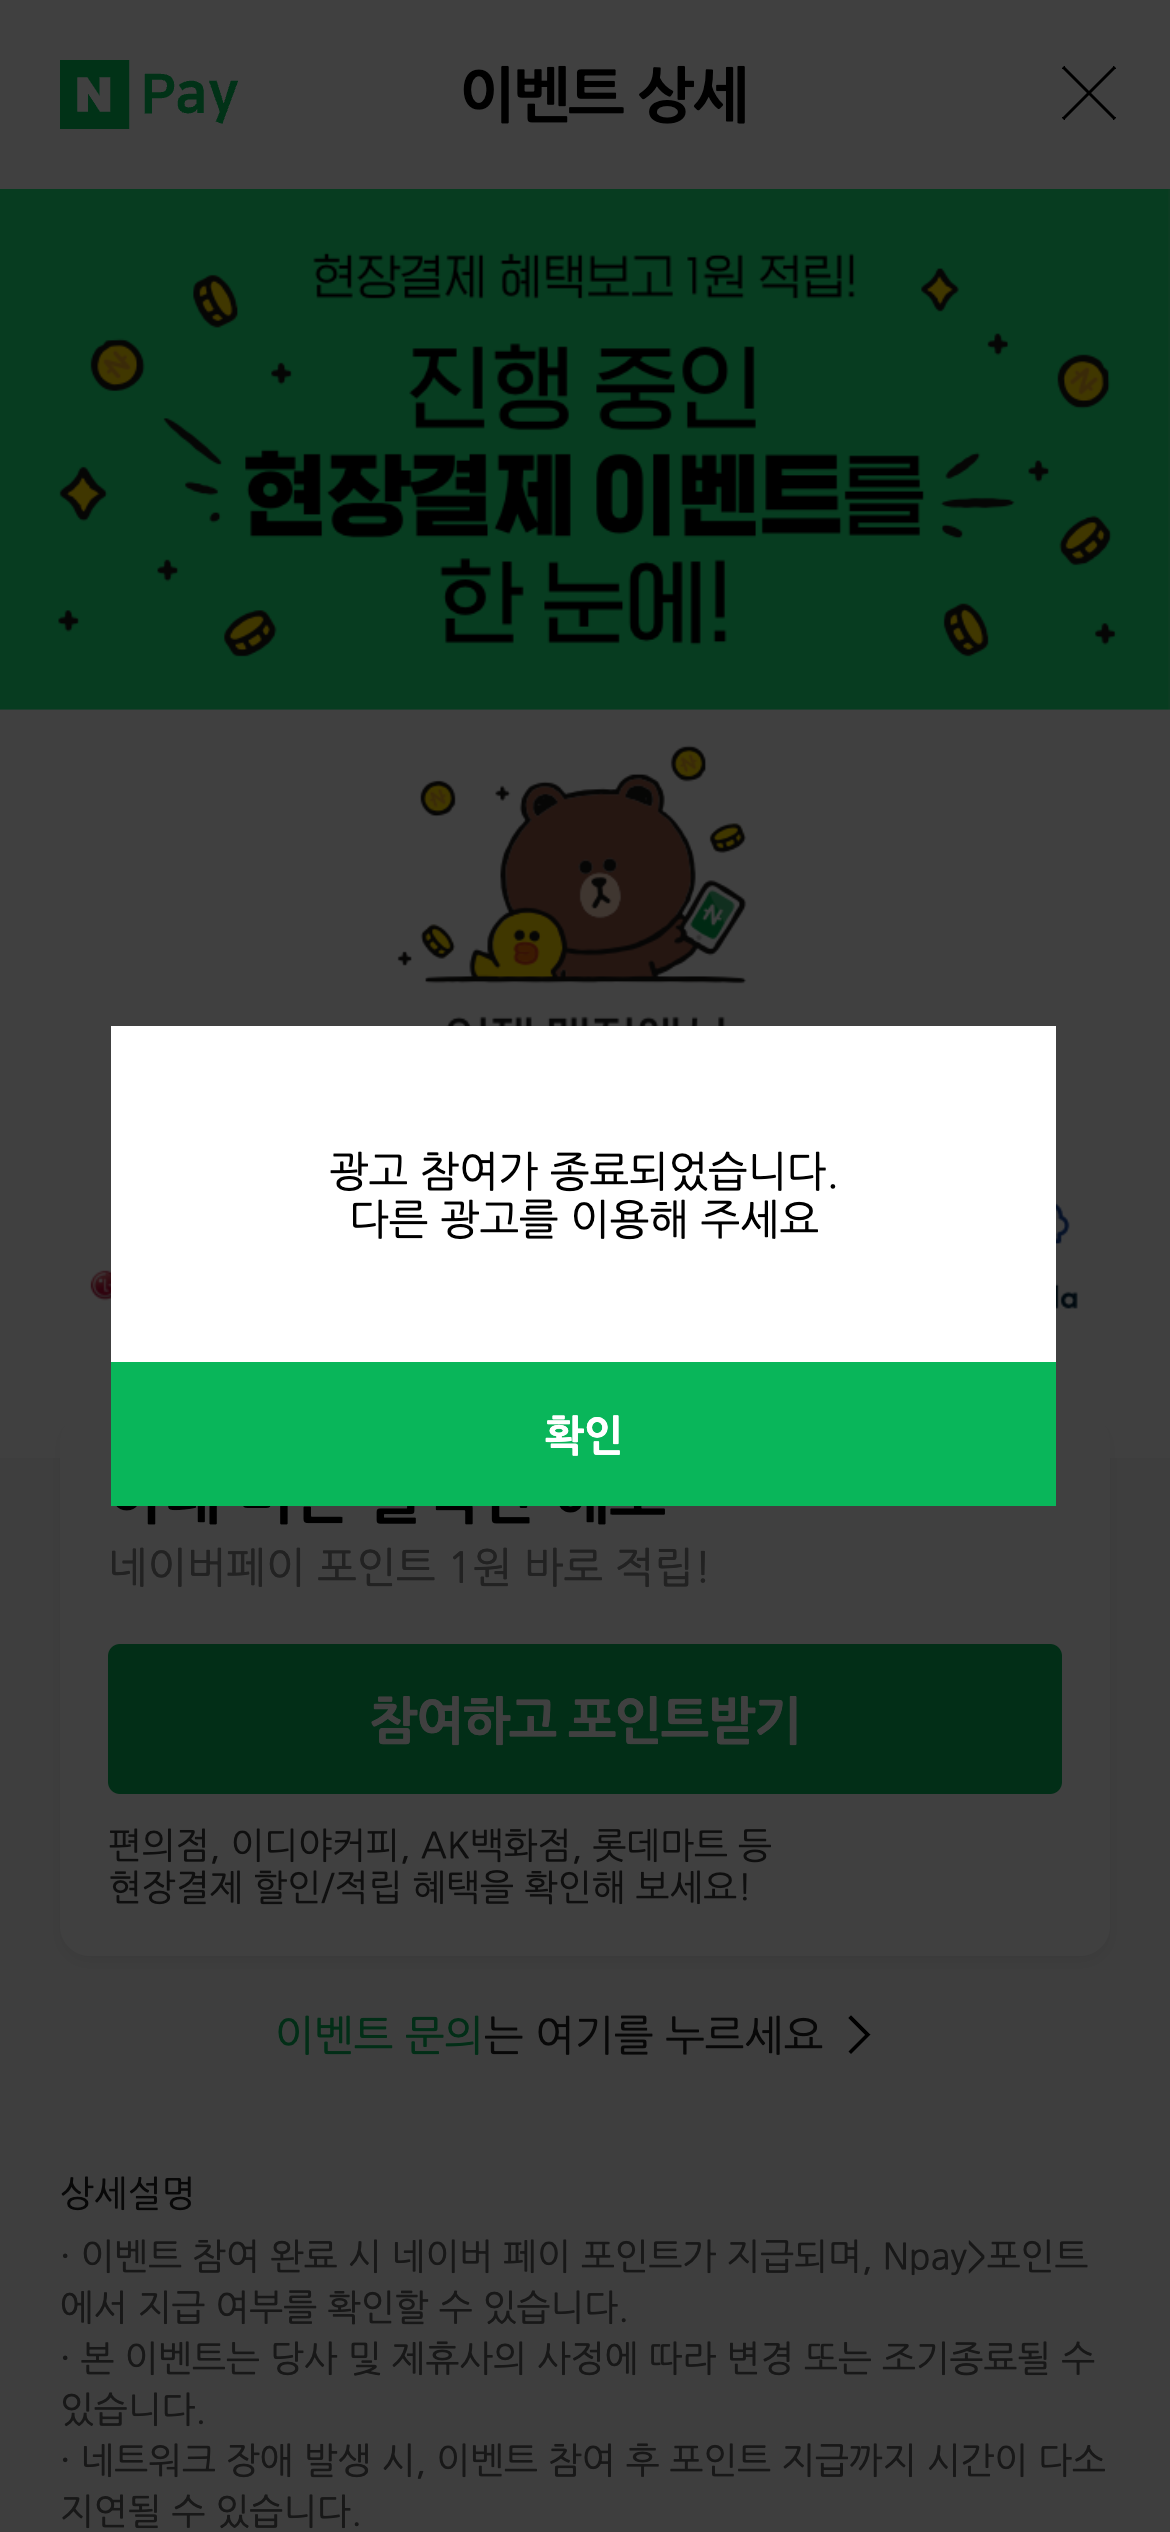 N Pay
이벤트 상세
현장결제 혜택보고 1원 적립!
진행 중인
현장결제 이벤트를
한 눈에!
광고 참여가 종료되었습니다.
다른 광고를 이용해 주세요
확인
네이버페이 포인트 1원 바로 적립!
참여하고 포인트받기
편의점, 이디야커피, AK백화점, 롯데마트 등
현장결제 할인/적립 혜택을 확인해 보세요!
이벤트 문의는 여기를 누르세요
상세설명
· 이벤트 참여 완료 시 네이버 페이 포인트가 지급되며, Npay>포인트
에서 지급 여부를 확인할 수 있습니다.
· 본 이벤트는 당사 및 제휴사의 사정에 따라 변경 또는 조기종료될 수
있습니다.
· 네트워크 장애 발생 시, 이벤트 참여 후 포인트 지급까지 시간이 다소
지연될 수 있습니다.